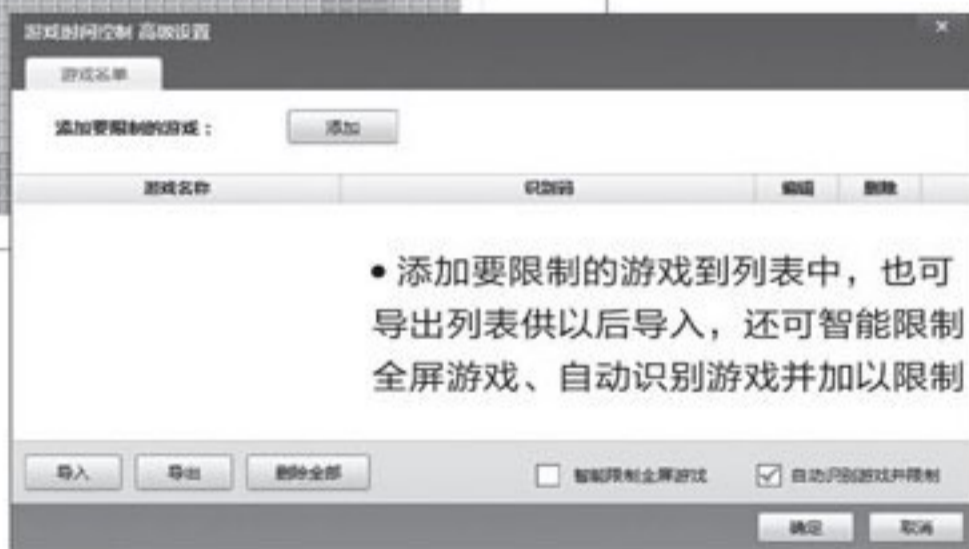 游戏时间控制 高级设置
游戏名单
添加要限制的游戏： 添加
游戏名称 识别码 编辑 删除
• 添加要限制的游戏到列表中，也可
导出列表供以后导入，还可智能限制
全屏游戏、自动识别游戏并加以限制
导入 导出 删除全部 智能限制全屏游戏 自动识别游戏并限制
确定 取消